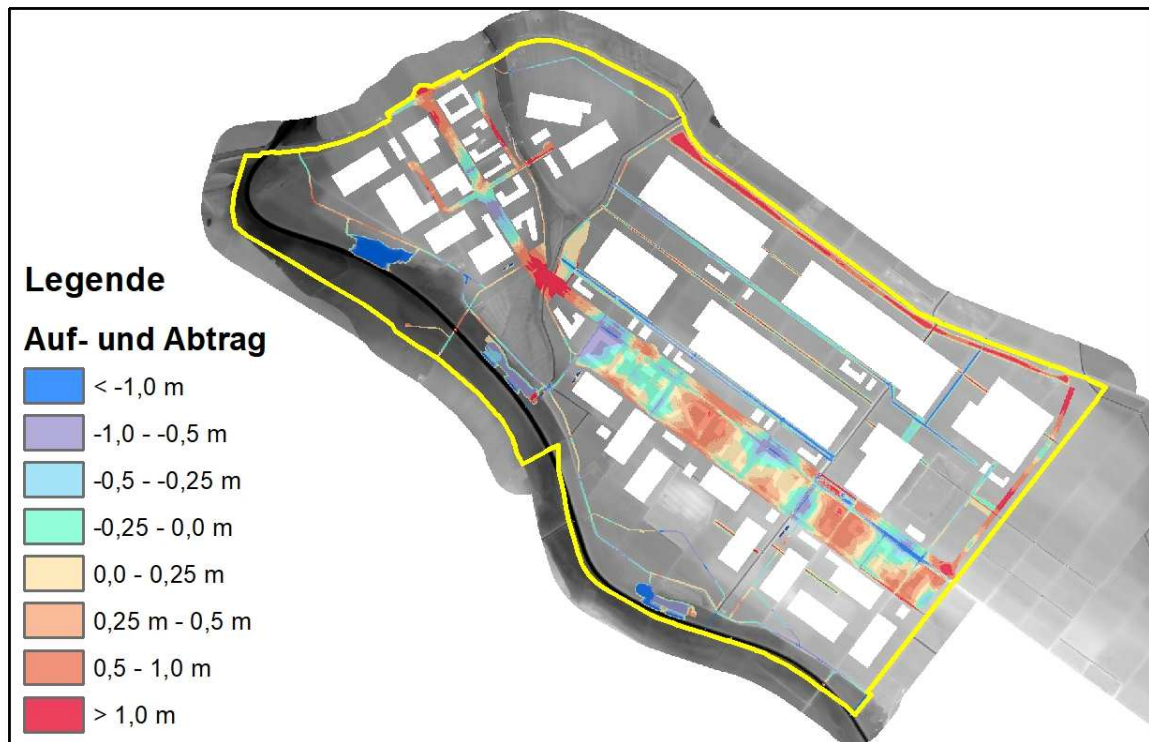 Legende
Auf- und Abtrag
< -1,0 m
-1,0 - -0,5 m
-0,5 - -0,25 m
-0,25 - 0,0 m
0,0 - 0,25 m
0,25 m - 0,5 m
0,5 - 1,0 m
> 1,0 m